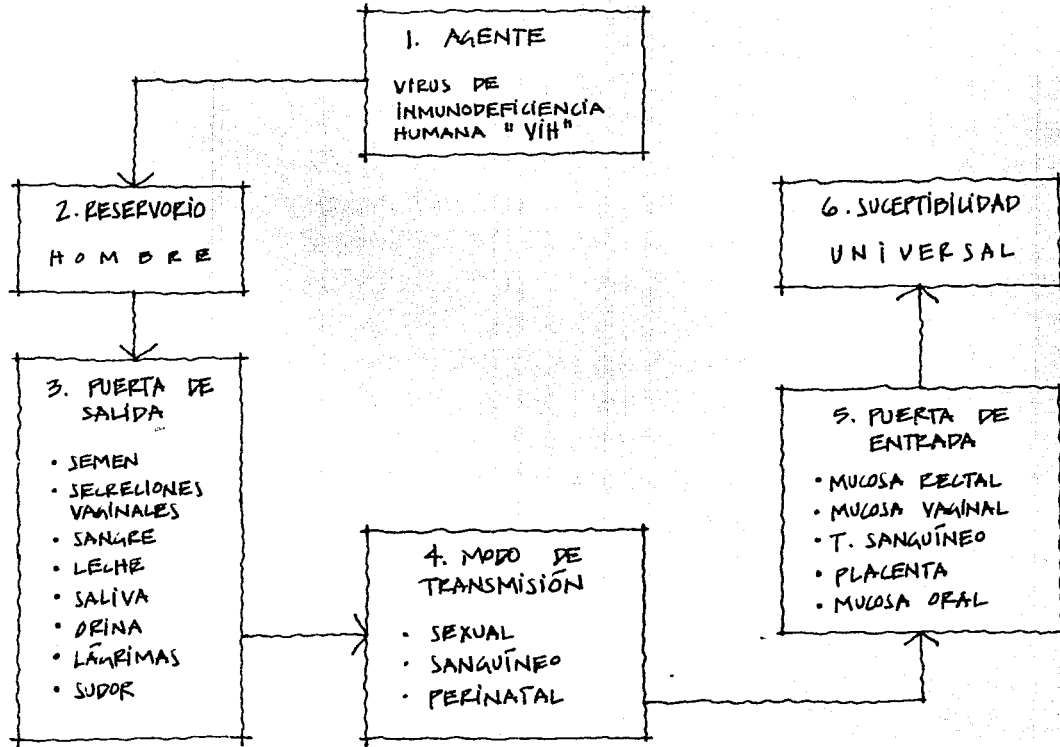 1. AGENTE
VIRUS DE
INMUNODEFICIENCIA
HUMANA "VIH"
2. RESERVORIO
HOMBRE
3. PUERTA DE
SALIDA
• SEMEN
• SECRECIONES
VAGINALES
• SANGRE
• LECHE
• SALIVA
• ORINA
• LÁGRIMAS
• SUDOR
4. MODO DE
TRANSMISIÓN
• SEXUAL
• SANGUÍNEO
• PERINATAL
5. PUERTA DE
ENTRADA
• MUCOSA RECTAL
• MUCOSA VAGINAL
• T. SANGUÍNEO
• PLACENTA
• MUCOSA ORAL
6. SUCEPTIBILIDAD
UNIVERSAL